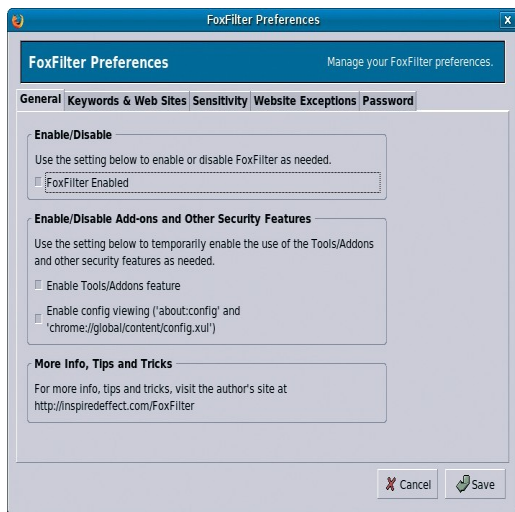 FoxFilter Preferences
FoxFilter Preferences
Manage your FoxFilter preferences.
General
Keywords & Web Sites
Sensitivity
Website Exceptions
Password
Enable/Disable
Use the setting below to enable or disable FoxFilter as needed.
FoxFilter Enabled
Enable/Disable Add-ons and Other Security Features
Use the setting below to temporarily enable the use of the Tools/Addons
and other security features as needed.
Enable Tools/Addons feature
Enable config viewing ('about:config' and
'chrome://global/content/config.xul')
More Info, Tips and Tricks
For more info, tips and tricks, visit the author's site at
http://inspiredeffect.com/FoxFilter
Cancel
Save